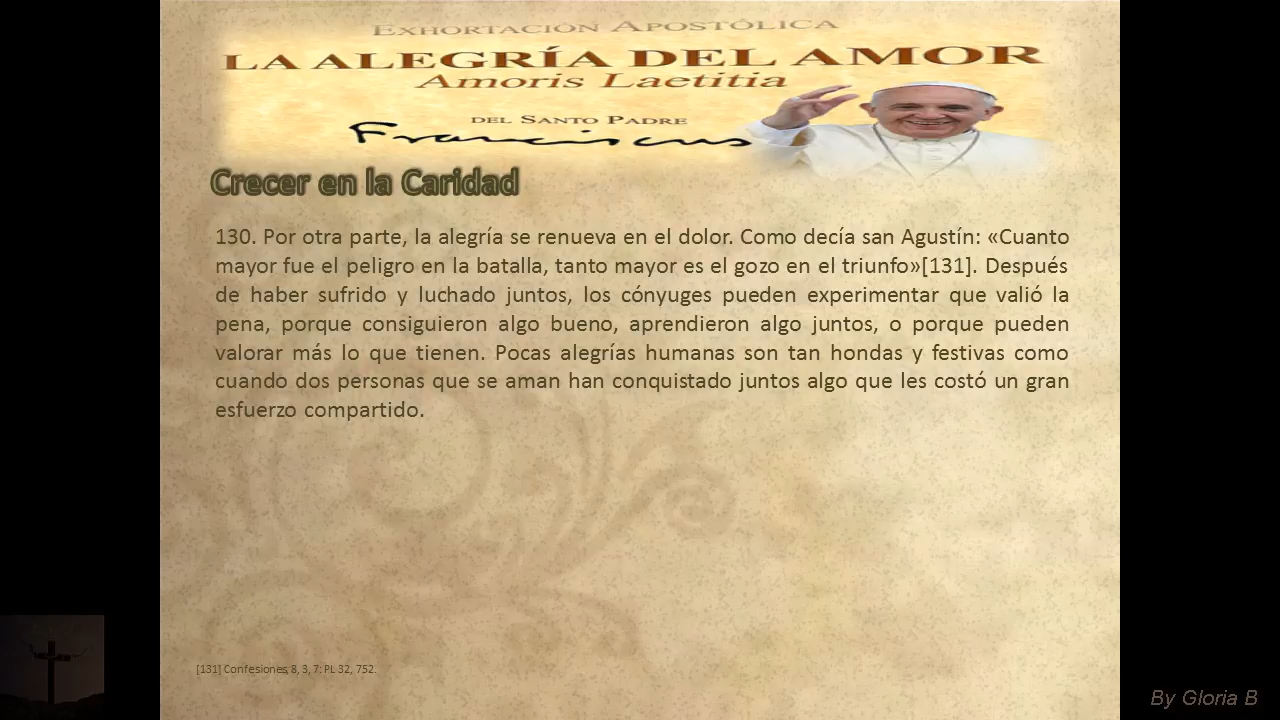 Exhortación Apostólica
LA ALEGRÍA DEL AMOR
Amoris Laetitia
del Santo Padre
Franciscus
Crecer en la Caridad
130. Por otra parte, la alegría se renueva en el dolor. Como decía san Agustín: «Cuanto
mayor fue el peligro en la batalla, tanto mayor es el gozo en el triunfo»[131]. Después
de haber sufrido y luchado juntos, los cónyuges pueden experimentar que valió la
pena, porque consiguieron algo bueno, aprendieron algo juntos, o porque pueden
valorar más lo que tienen. Pocas alegrías humanas son tan hondas y festivas como
cuando dos personas que se aman han conquistado juntos algo que les costó un gran
esfuerzo compartido.
[131] Confesiones, 8, 3, 7: PL 32, 752.
By Gloria B